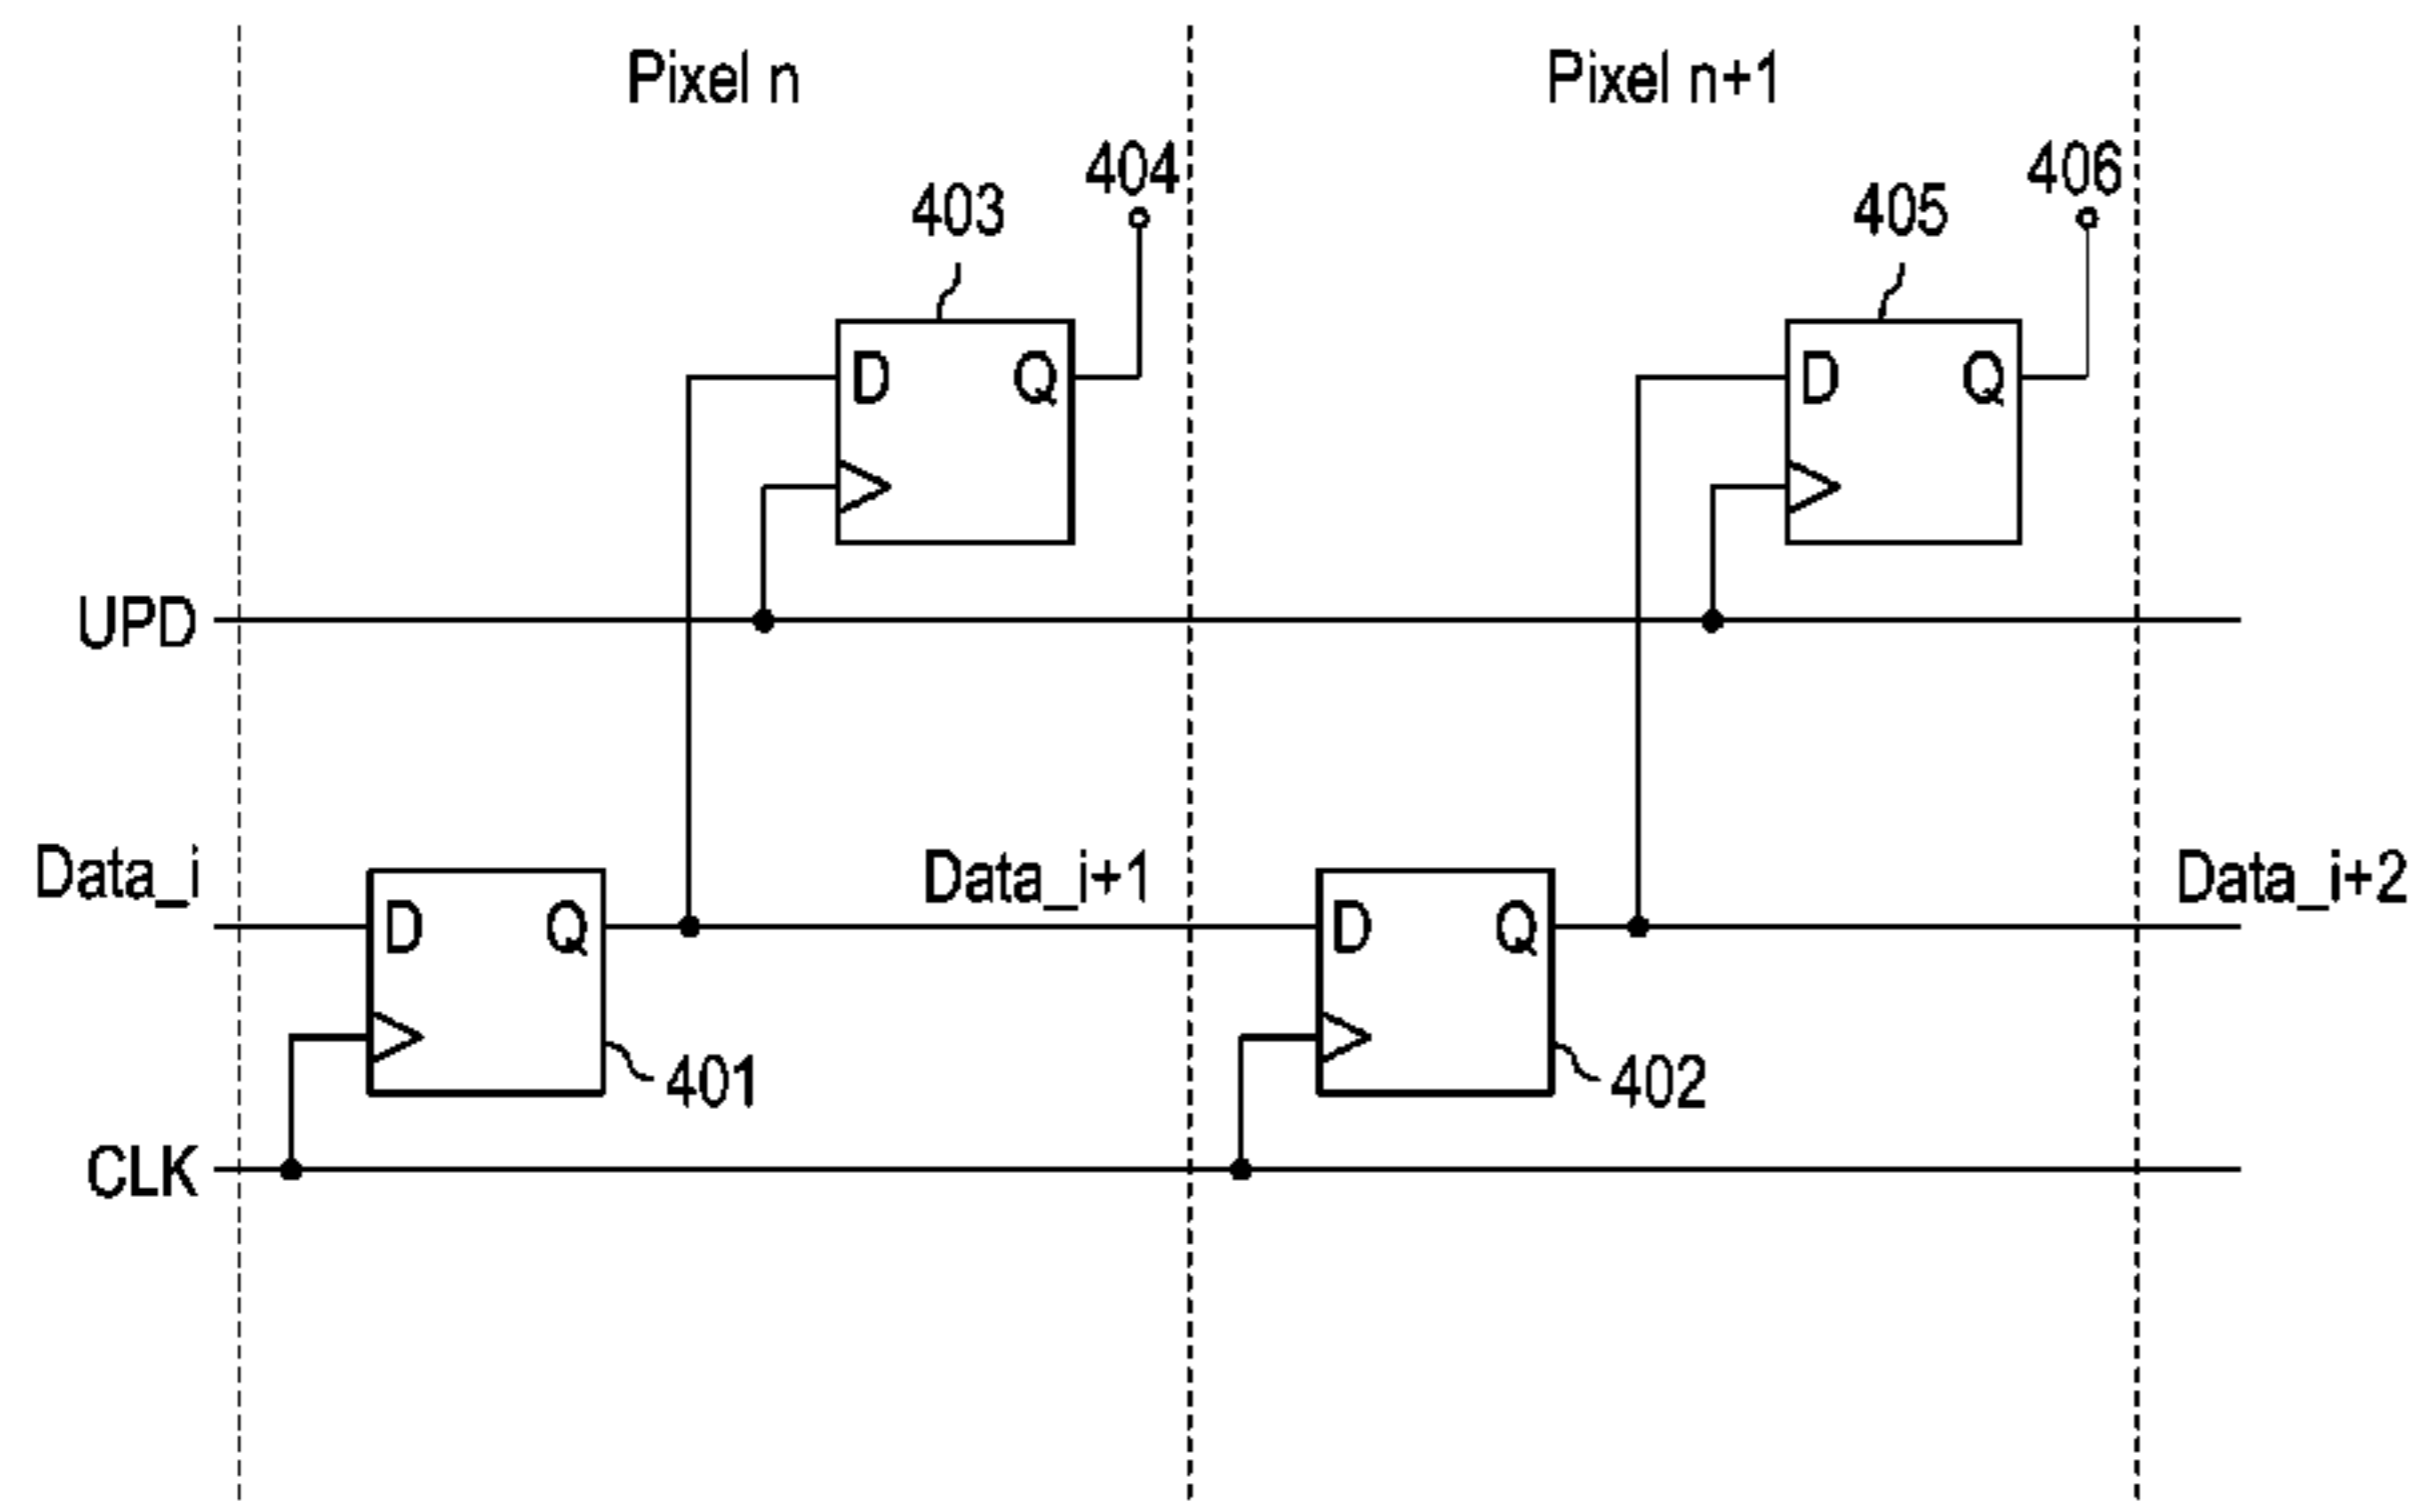 Pixel n
Pixel n+1
404
406
403
405
D
Q
D
Q
UPD
Data_i
Data_i+1
Data_i+2
D
Q
D
Q
401
402
CLK